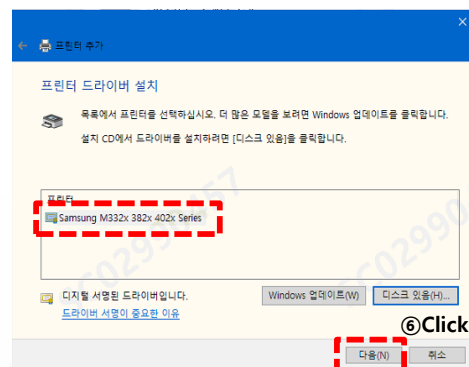 프린터 추가
프린터 드라이버 설치
목록에서 프린터를 선택하십시오. 더 많은 모델을 보려면 Windows 업데이트를 클릭합니다.
설치 CD에서 드라이버를 설치하려면 [디스크 있음]을 클릭합니다.
프린터
Samsung M332x 382x 402x Series
디지털 서명된 드라이버입니다.
Windows 업데이트(W)
디스크 있음(H)...
드라이버 서명이 중요한 이유
⑥Click
다음(N)
취소